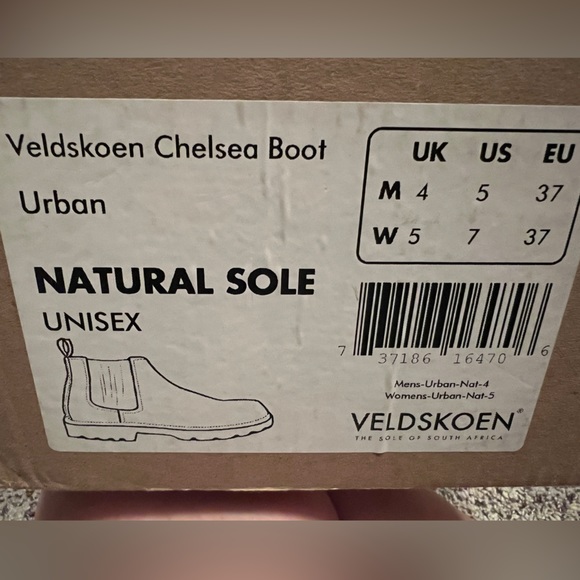 Veldskoen Chelsea Boot
Urban
NATURAL SOLE
UNISEX
UK US EU
M 4 5 37
W 5 7 37
7 37186 16470 6
Mens-Urban-Nat-4
Womens-Urban-Nat-5
VELDSKOEN®
THE SOLE OF SOUTH AFRICA